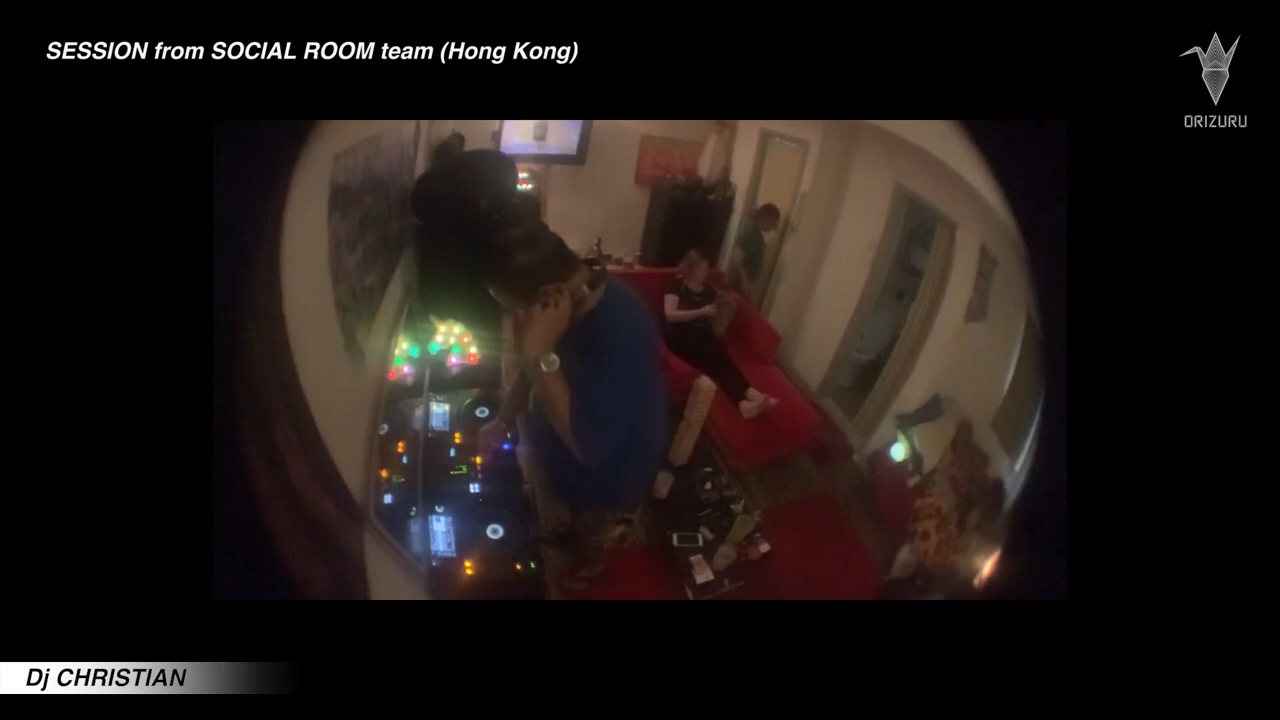 SESSION from SOCIAL ROOM team (Hong Kong)
ORIZURU
Dj CHRISTIAN